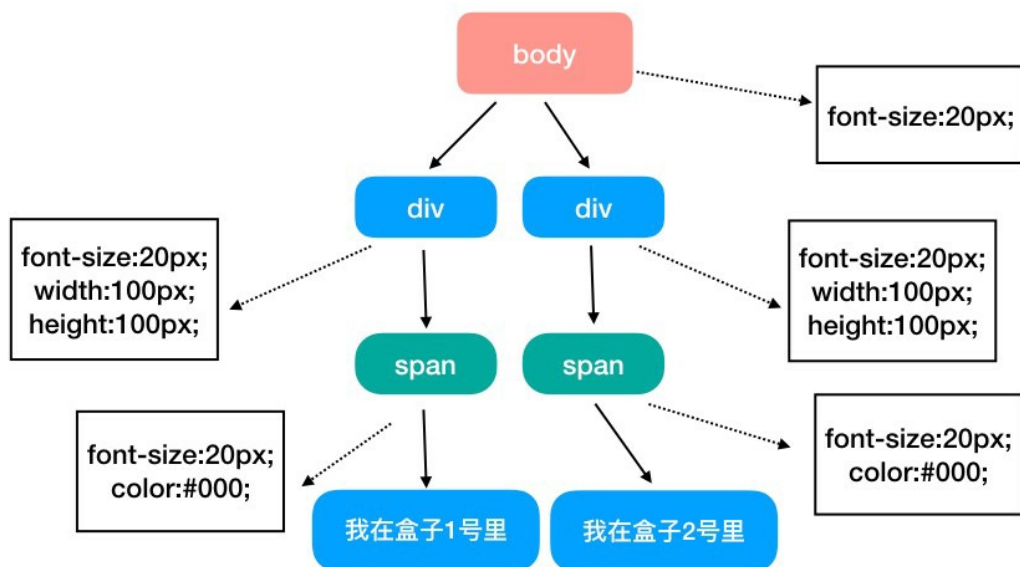 body
font-size:20px;
div
div
font-size:20px;
width:100px;
height:100px;
font-size:20px;
width:100px;
height:100px;
span
span
font-size:20px;
color:#000;
font-size:20px;
color:#000;
我在盒子1号里
我在盒子2号里